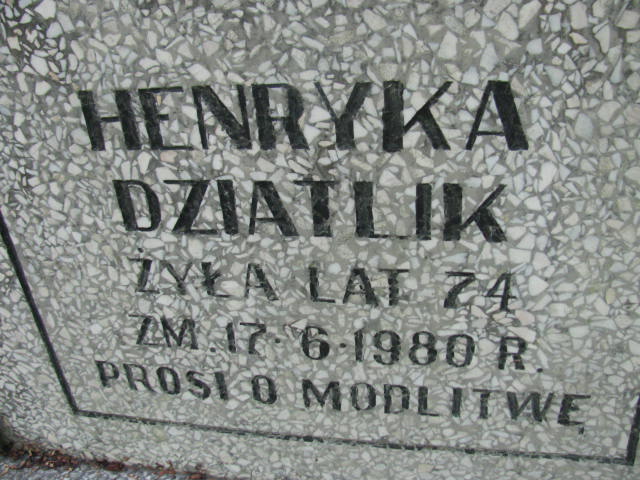 HENRYKA
DZIATLIK
ŻYŁA LAT 74
ZM. 17·6·1980 R.
PROSI O MODLITWĘ